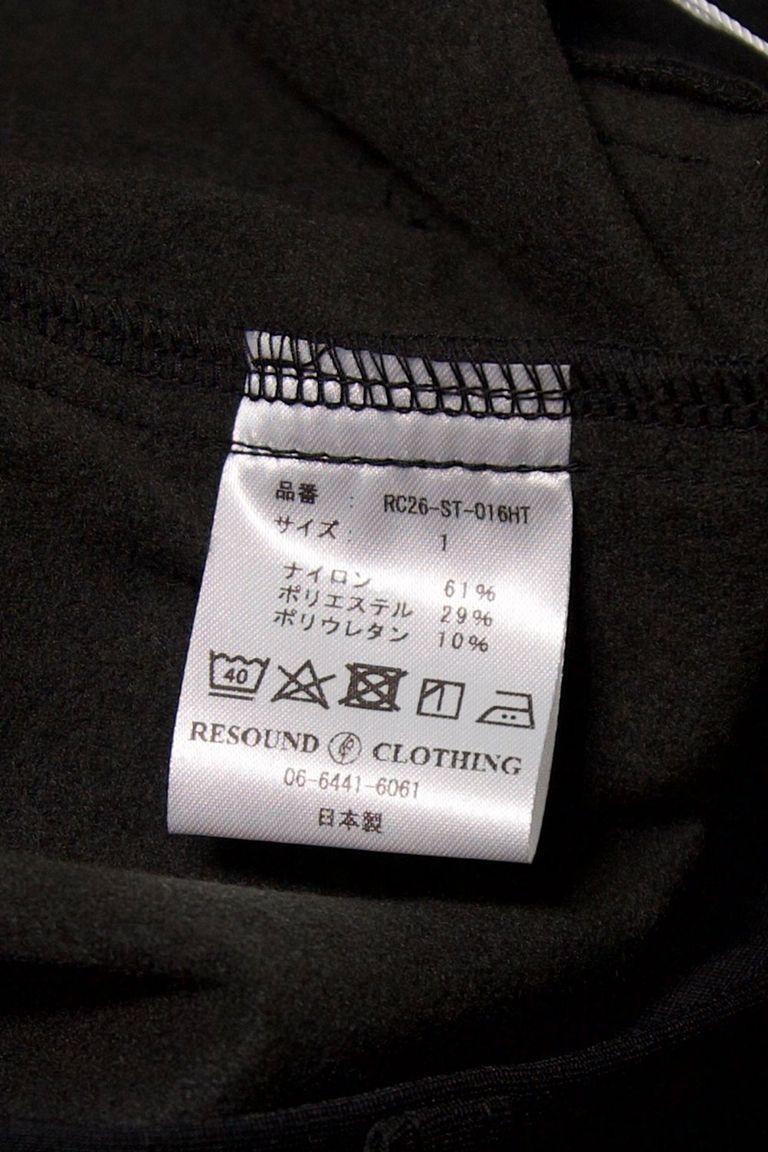 品番 : RC26-ST-016HT
サイズ: 1
ナイロン 61%
ポリエステル 29%
ポリウレタン 10%
40
RESOUND CLOTHING
06-6441-6061
日本製